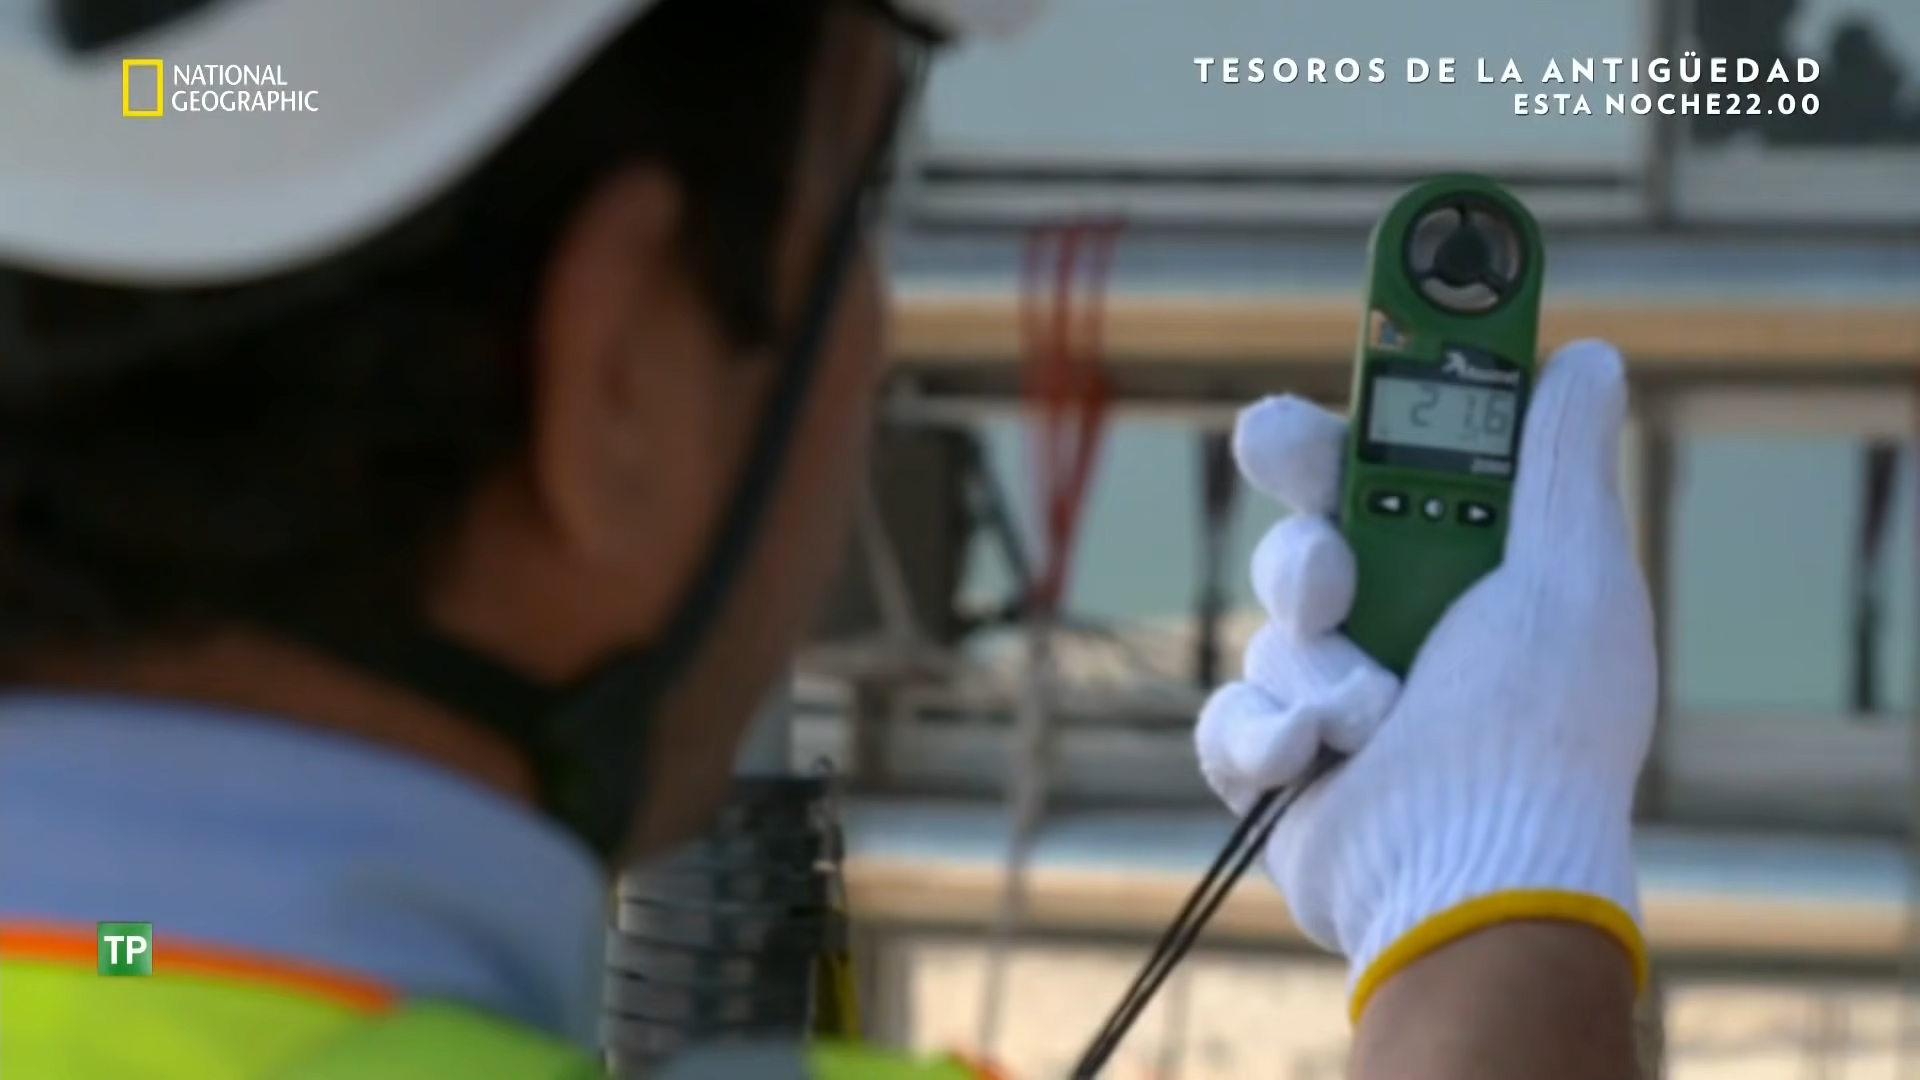 NATIONAL
GEOGRAPHIC
TESOROS DE LA ANTIGÜEDAD
ESTA NOCHE22.00
21.6
TP